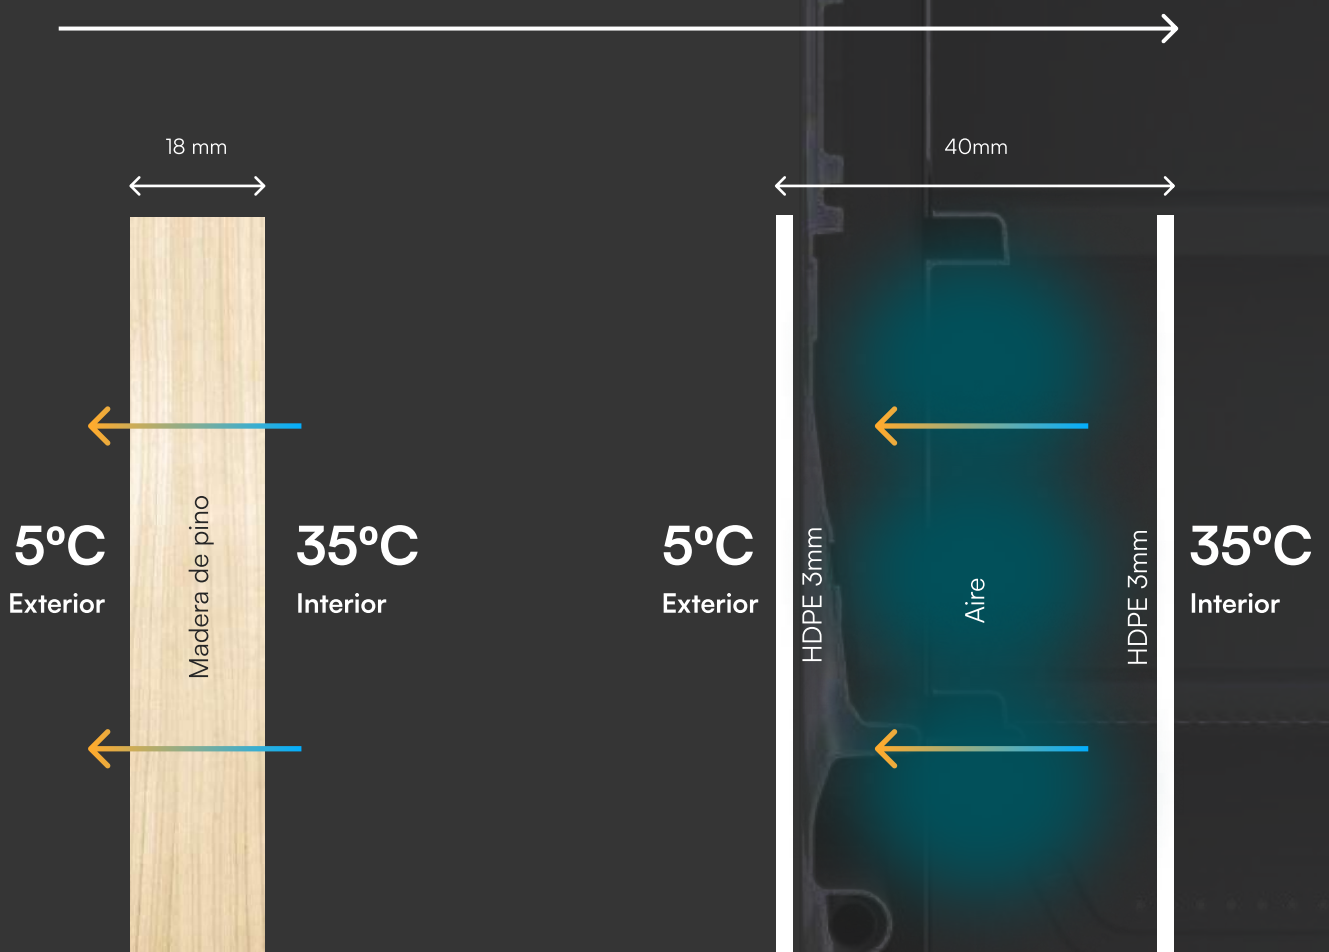 18 mm
40mm
5ºC
Exterior
Madera de pino
35ºC
Interior
5ºC
Exterior
HDPE 3mm
Aire
HDPE 3mm
35ºC
Interior